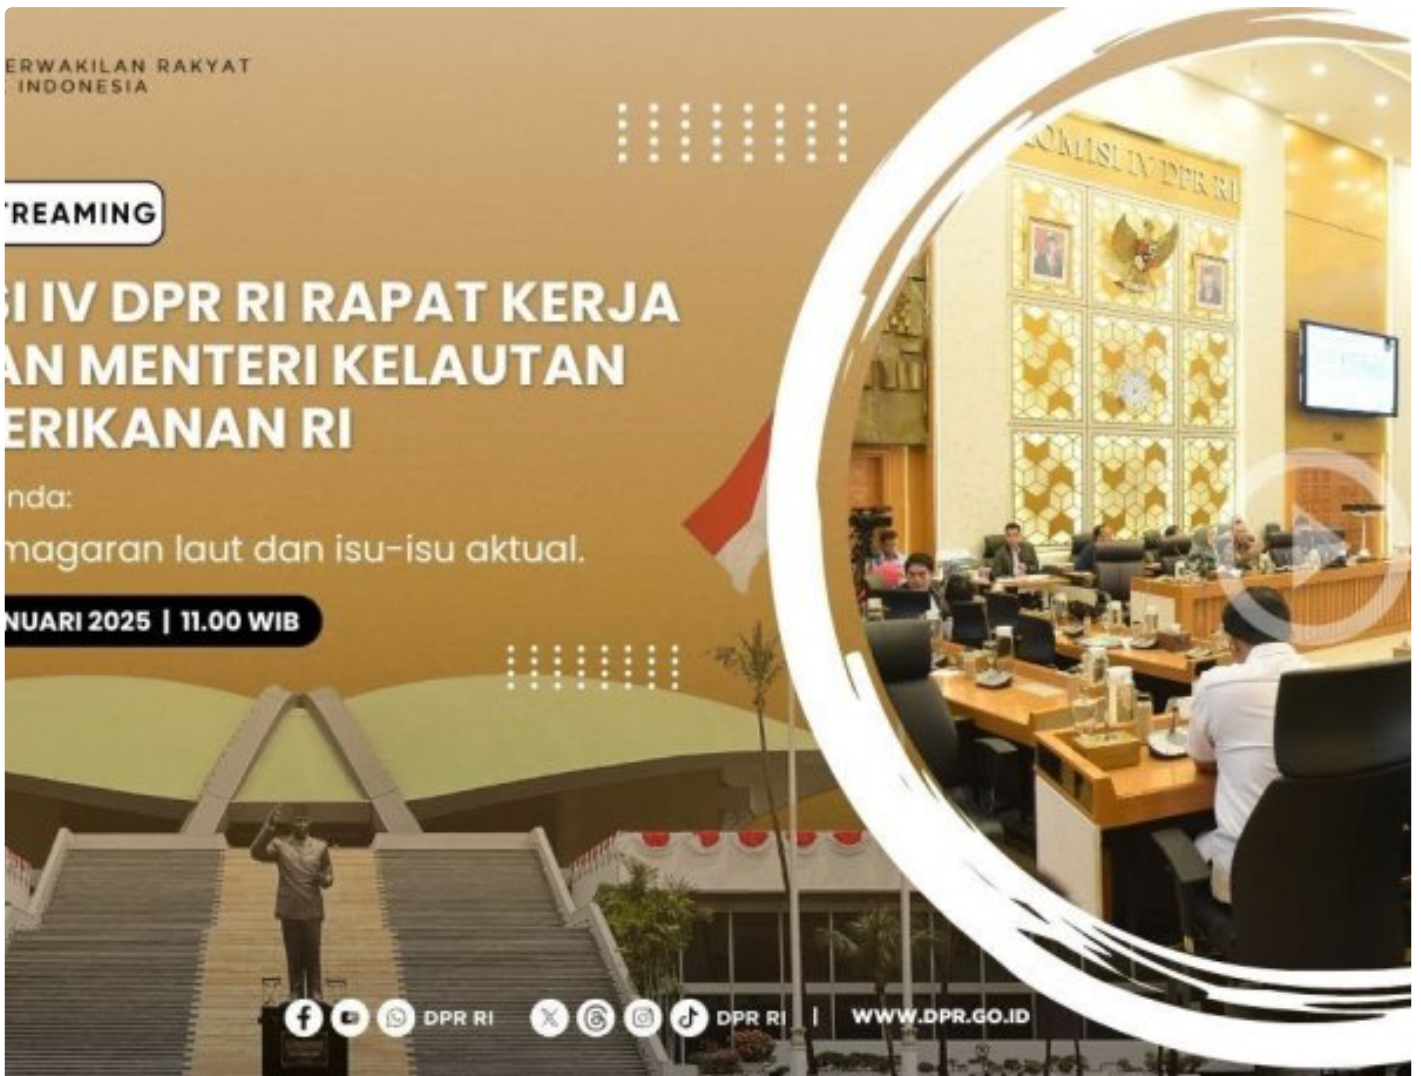 ERWAKILAN RAKYAT
INDONESIA
TREAMING
SI IV DPR RI RAPAT KERJA
AN MENTERI KELAUTAN
ERIKANAN RI
nda:
magaran laut dan isu-isu aktual.
NUARI 2025 | 11.00 WIB
KOMISI IV DPR RI
DPR RI
DPR RI | WWW.DPR.GO.ID